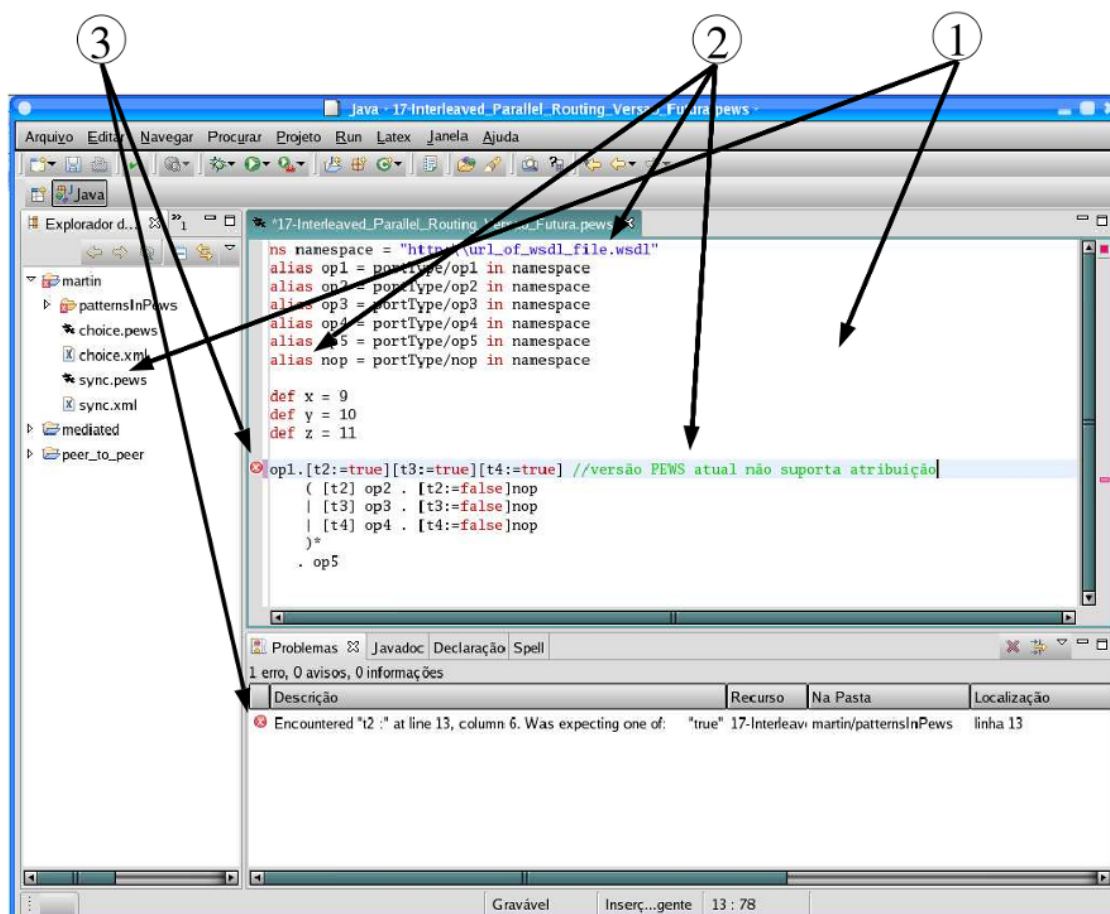 3 2 1
Java - 17-Interleaved_Parallel_Routing_Versao_Futura.pews -
Arquivo Editar Navegar Procurar Projeto Run Latex Janela Ajuda
Java
Explorador d... »1
*17-Interleaved_Parallel_Routing_Versao_Futura.pews
martin
patternsInPews
choice.pews
choice.xml
sync.pews
sync.xml
mediated
peer_to_peer
ns namespace = "http:\\url_of_wsdl_file.wsdl"
alias op1 = portType/op1 in namespace
alias op2 = portType/op2 in namespace
alias op3 = portType/op3 in namespace
alias op4 = portType/op4 in namespace
alias op5 = portType/op5 in namespace
alias nop = portType/nop in namespace
def x = 9
def y = 10
def z = 11
op1.[t2:=true][t3:=true][t4:=true] //versão PEWS atual não suporta atribuição
( [t2] op2 . [t2:=false]nop
| [t3] op3 . [t3:=false]nop
| [t4] op4 . [t4:=false]nop
)*
. op5
Problemas Javadoc Declaração Spell
1 erro, 0 avisos, 0 informações
Descrição Recurso Na Pasta Localização
Encountered "t2 :" at line 13, column 6. Was expecting one of: "true" 17-Interleav martin/patternsInPews linha 13
Gravável Inserç...gente 13 : 78